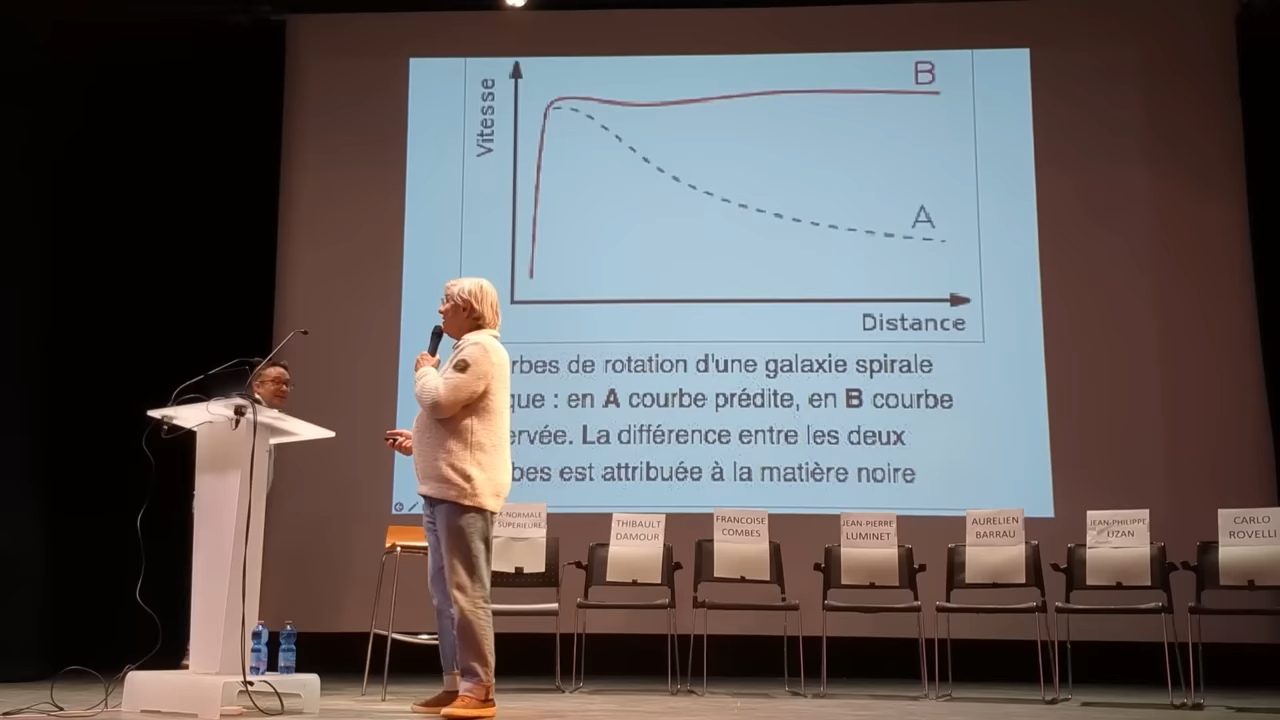 Vitesse
B
A
Distance
rbes de rotation d'une galaxie spirale
que : en A courbe prédite, en B courbe
ervée. La différence entre les deux
bes est attribuée à la matière noire
X-NORMALE
SUPERIEURE
THIBAULT
DAMOUR
FRANCOISE
COMBES
JEAN-PIERRE
LUMINET
AURELIEN
BARRAU
JEAN-PHILIPPE
UZAN
CARLO
ROVELLI